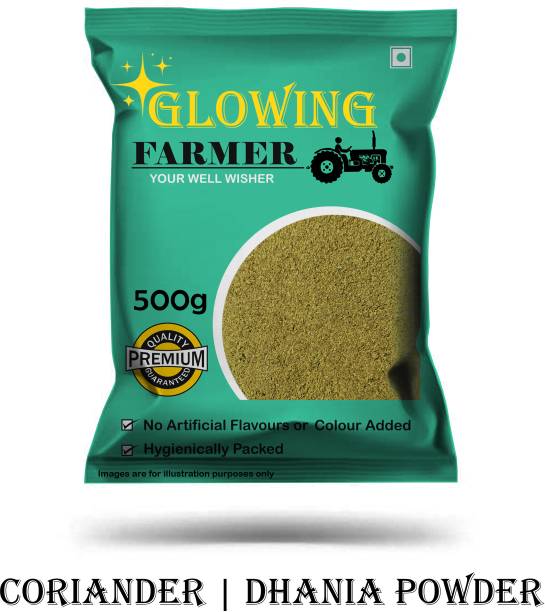 GLOWING
FARMER
YOUR WELL WISHER
500g
QUALITY
PREMIUM
GUARANTEED
No Artificial Flavours or Colour Added
Hygienically Packed
Images are for illustration purposes only
CORIANDER | DHANIA POWDER